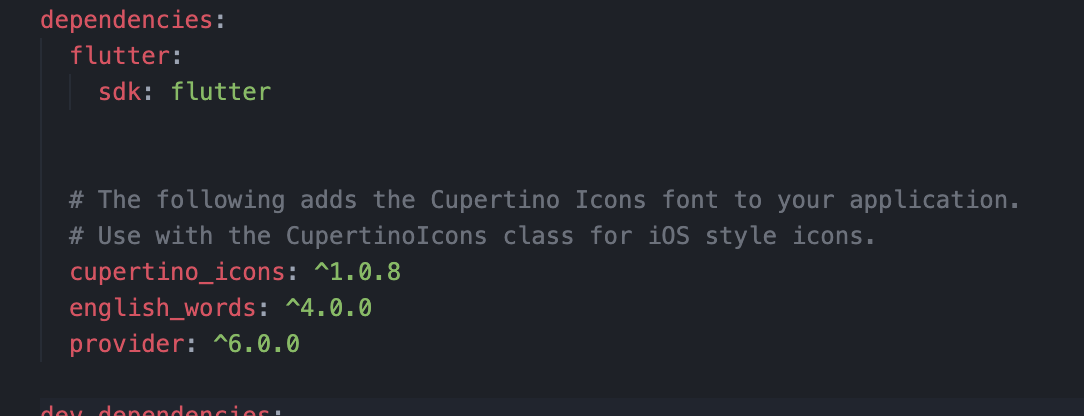 dependencies:
flutter:
sdk: flutter
# The following adds the Cupertino Icons font to your application.
# Use with the CupertinoIcons class for iOS style icons.
cupertino_icons: ^1.0.8
english_words: ^4.0.0
provider: ^6.0.0
dev_dependencies: